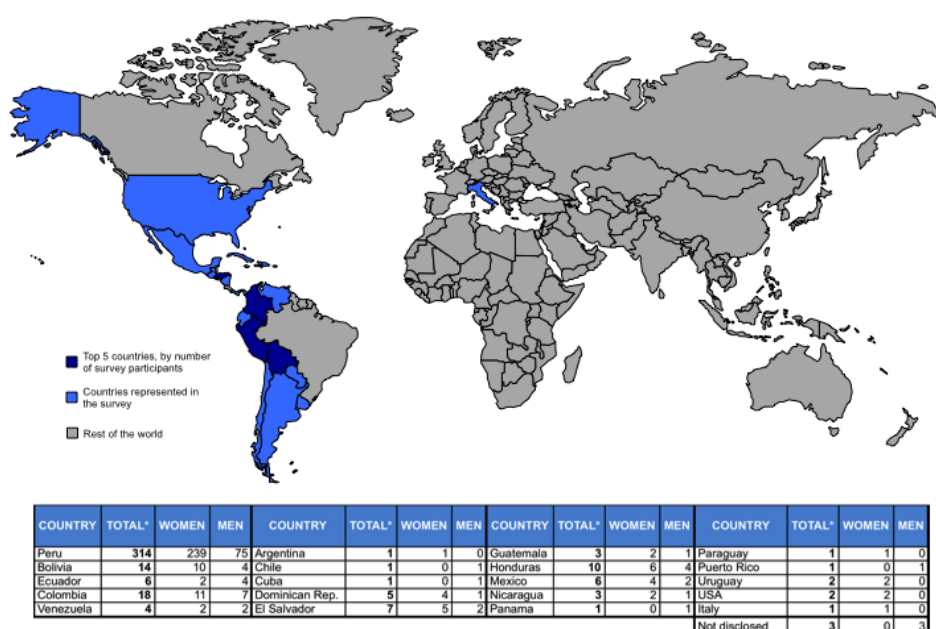 Top 5 countries, by number
of survey participants
Countries represented in
the survey
Rest of the world
COUNTRY TOTAL* WOMEN MEN COUNTRY TOTAL* WOMEN MEN COUNTRY TOTAL* WOMEN MEN COUNTRY TOTAL* WOMEN MEN
Peru 314 239 75 Argentina 1 1 0 Guatemala 3 2 1 Paraguay 1 1 0
Bolivia 14 10 4 Chile 1 0 1 Honduras 10 6 4 Puerto Rico 1 0 1
Ecuador 6 2 4 Cuba 1 0 1 Mexico 6 4 2 Uruguay 2 2 0
Colombia 18 11 7 Dominican Rep. 5 4 1 Nicaragua 3 2 1 USA 2 2 0
Venezuela 4 2 2 El Salvador 7 5 2 Panama 1 0 1 Italy 1 1 0
Not disclosed 3 0 3